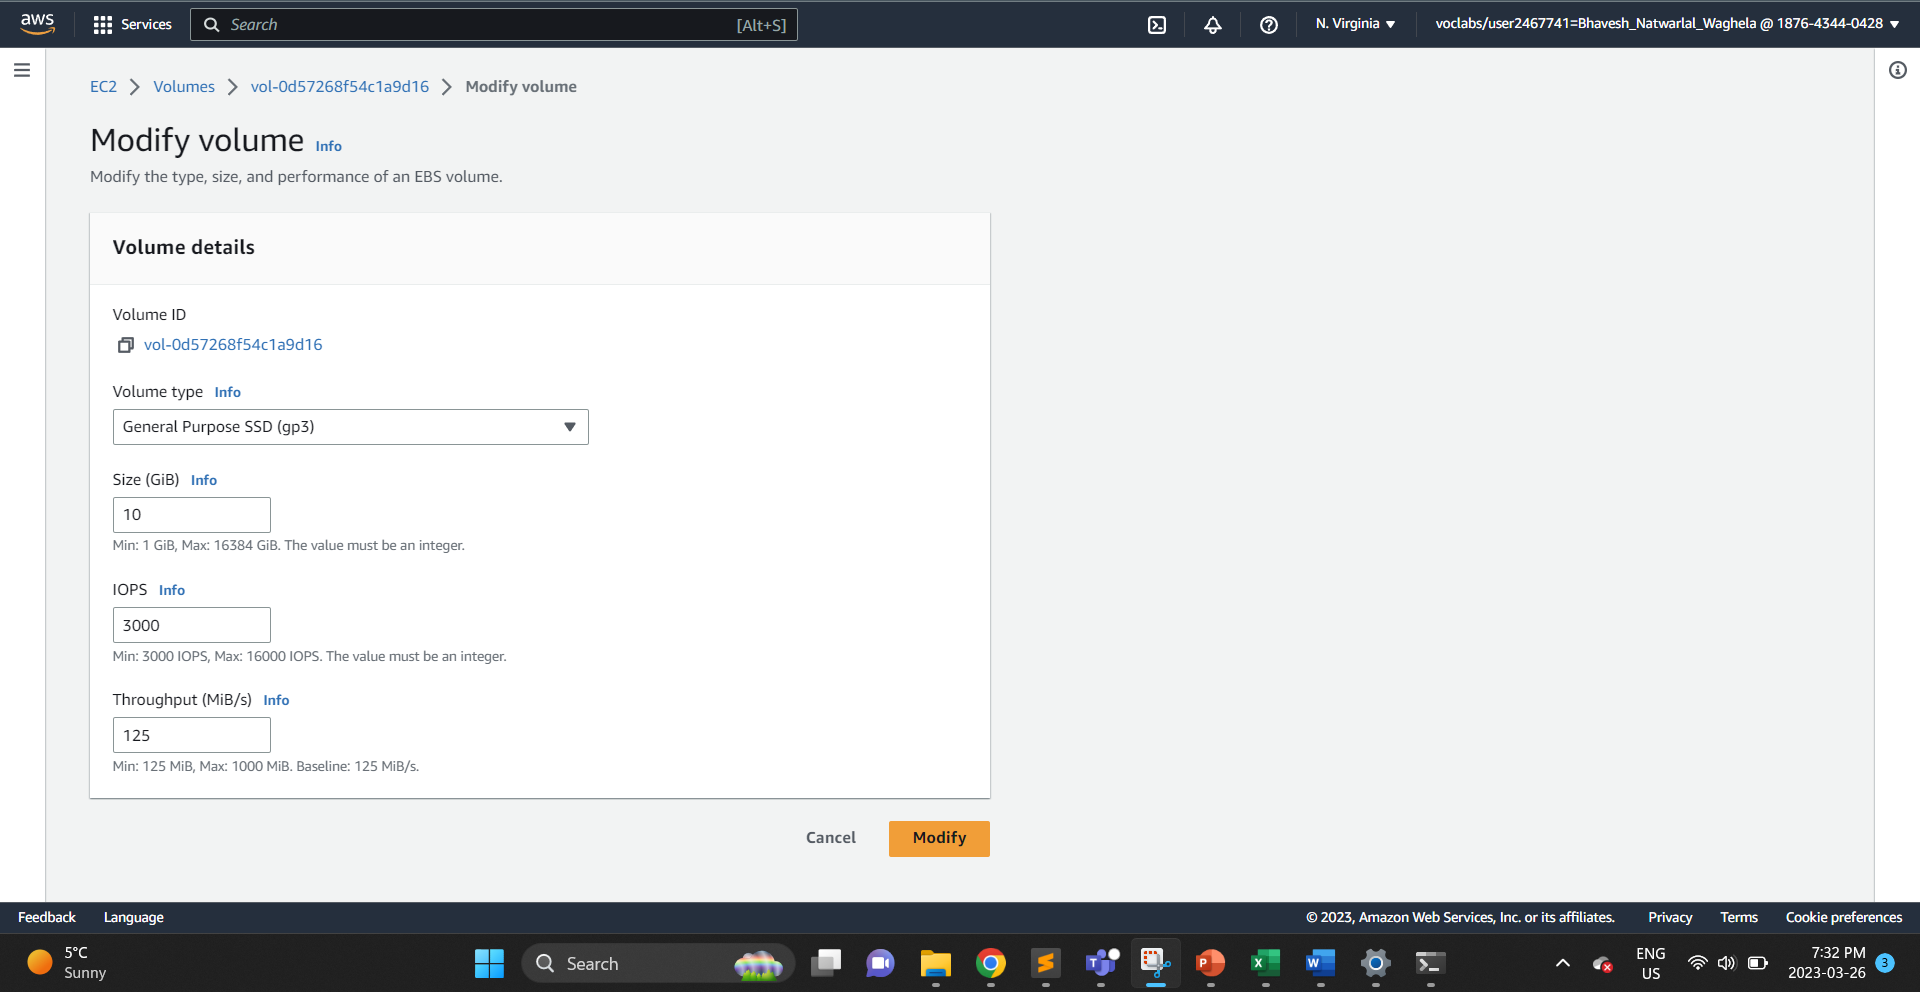 aws
Services
Search [Alt+S]
N. Virginia
voclabs/user2467741=Bhavesh_Natwarlal_Waghela @ 1876-4344-0428
EC2
Volumes
vol-0d57268f54c1a9d16
Modify volume
Modify volume Info
Modify the type, size, and performance of an EBS volume.
Volume details
Volume ID
vol-0d57268f54c1a9d16
Volume type Info
General Purpose SSD (gp3)
Size (GiB) Info
10
Min: 1 GiB, Max: 16384 GiB. The value must be an integer.
IOPS Info
3000
Min: 3000 IOPS, Max: 16000 IOPS. The value must be an integer.
Throughput (MiB/s) Info
125
Min: 125 MiB, Max: 1000 MiB. Baseline: 125 MiB/s.
Cancel
Modify
Feedback
Language
© 2023, Amazon Web Services, Inc. or its affiliates.
Privacy
Terms
Cookie preferences
5°C
Sunny
Search
T
P
X
W
ENG
US
7:32 PM
2023-03-26
3